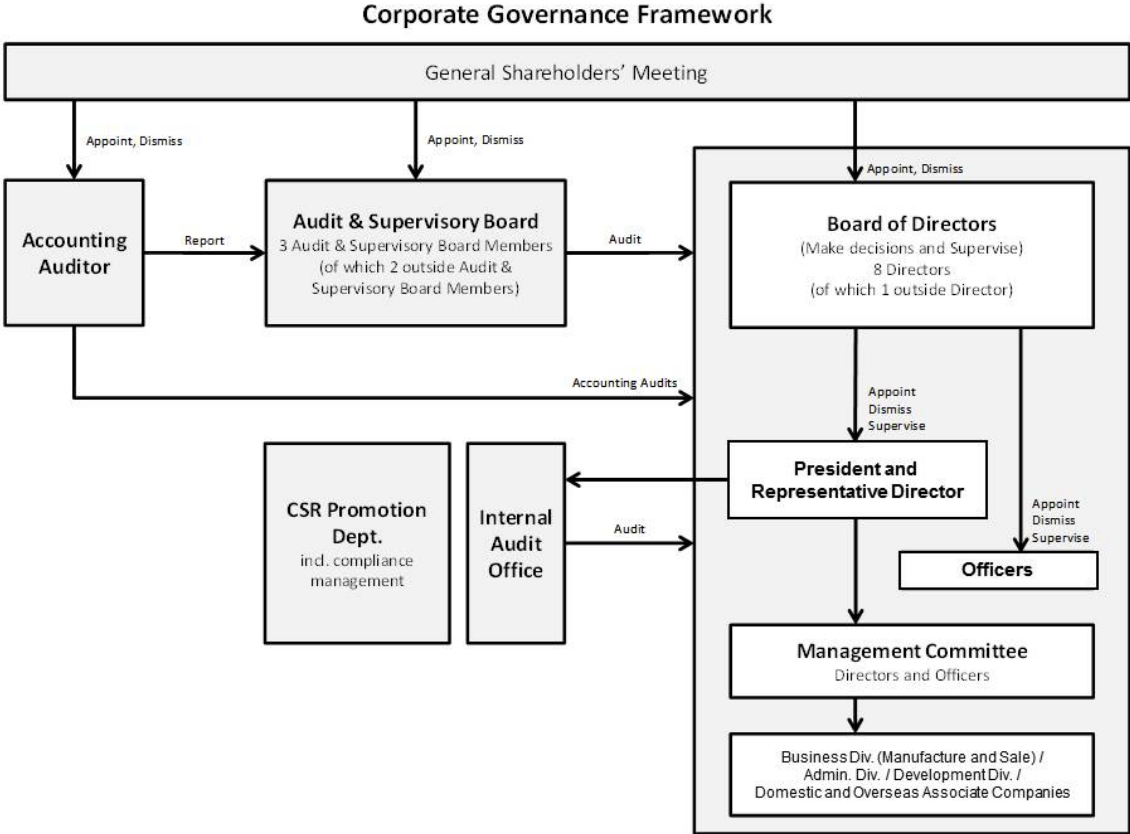 Corporate Governance Framework
General Shareholders' Meeting
Appoint, Dismiss
Appoint, Dismiss
Appoint, Dismiss
Accounting
Auditor
Report
Audit & Supervisory Board
3 Audit & Supervisory Board Members
(of which 2 outside Audit &
Supervisory Board Members)
Audit
Board of Directors
(Make decisions and Supervise)
8 Directors
(of which 1 outside Director)
Accounting Audits
Appoint
Dismiss
Supervise
CSR Promotion
Dept.
incl. compliance
management
Internal
Audit
Office
Audit
President and
Representative Director
Appoint
Dismiss
Supervise
Officers
Management Committee
Directors and Officers
Business Div. (Manufacture and Sale) /
Admin. Div. / Development Div. /
Domestic and Overseas Associate Companies